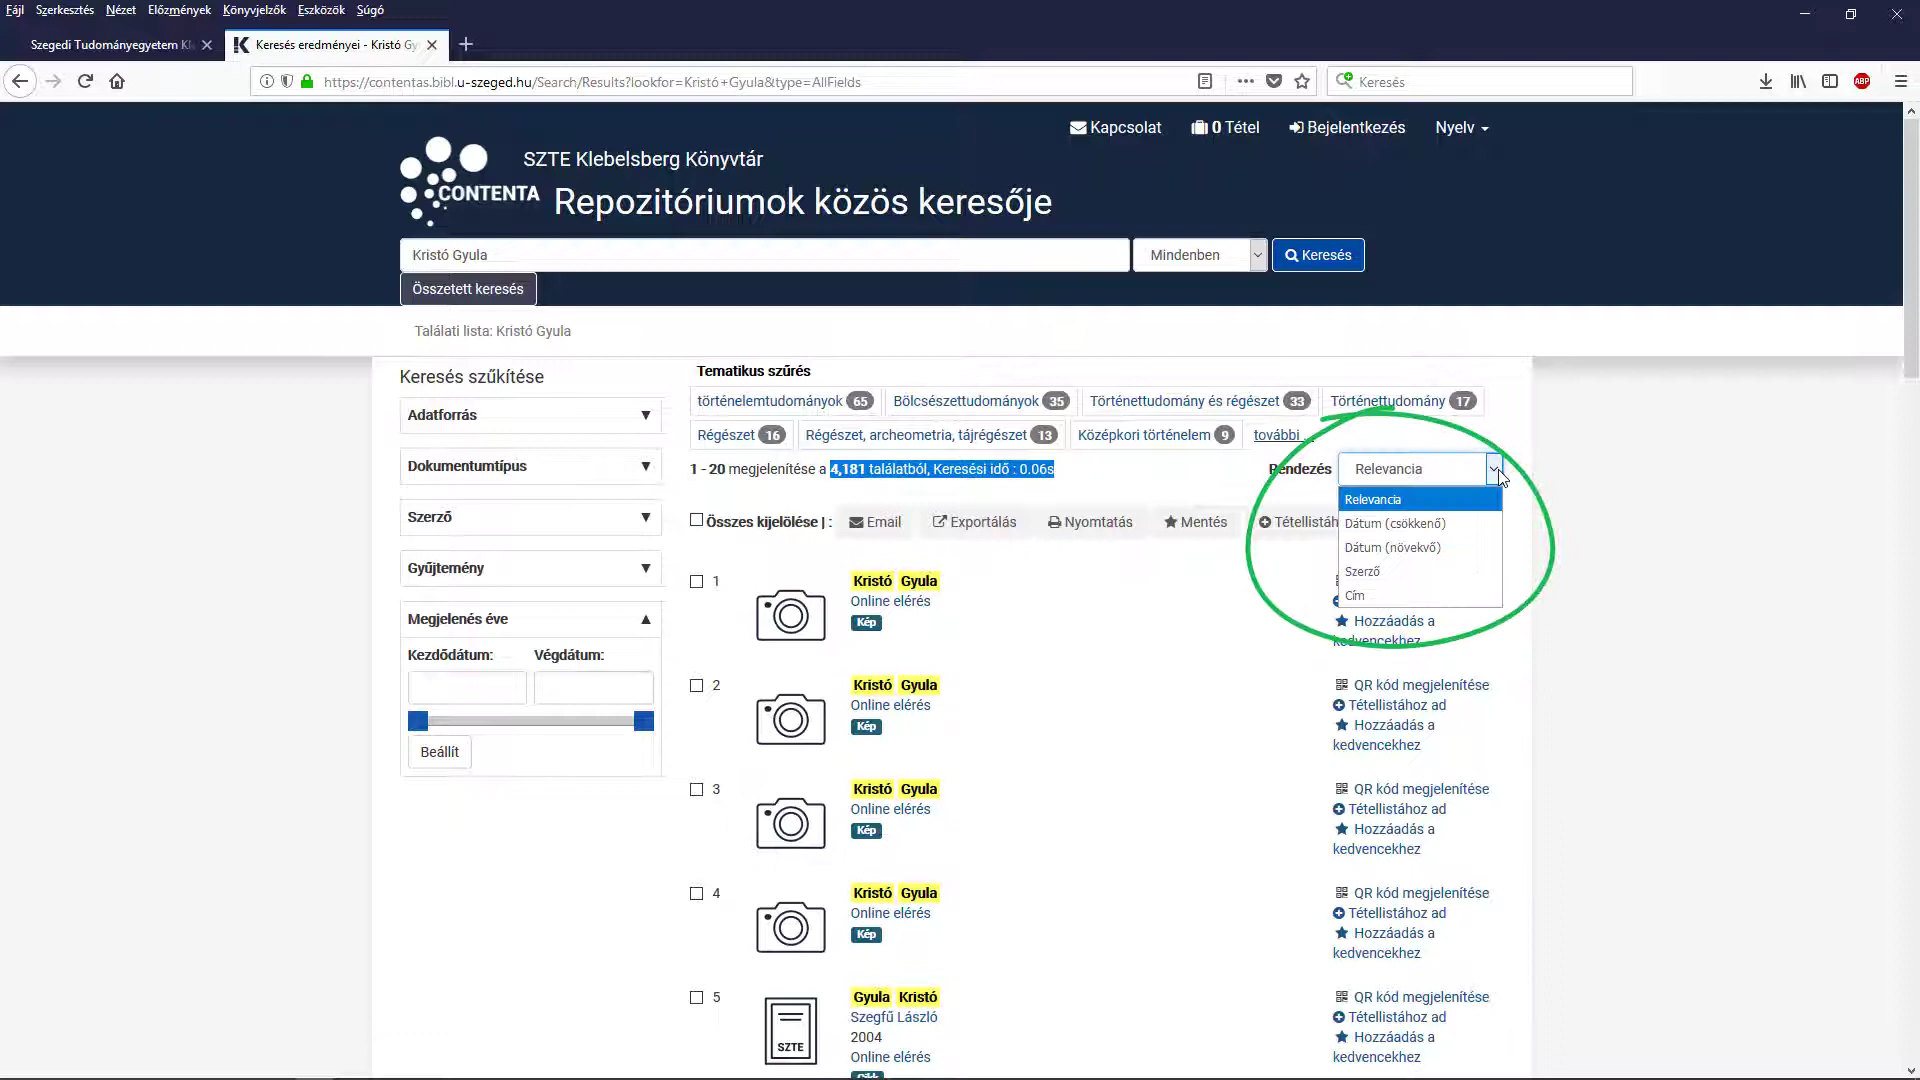 Fájl Szerkesztés Nézet Előzmények Könyvjelzők Eszközök Súgó
Szegedi Tudományegyetem Kl
Keresés eredményei - Kristó Gy
https://contentas.bibl.u-szeged.hu/Search/Results?lookfor=Kristó+Gyula&type=AllFields
Keresés
ABP
Kapcsolat 0 Tétel Bejelentkezés Nyelv
CONTENTA
SZTE Klebelsberg Könyvtár
Repozitóriumok közös keresője
Kristó Gyula Mindenben Keresés
Összetett keresés
Találati lista: Kristó Gyula
Keresés szűkítése
Adatforrás
Dokumentumtípus
Szerző
Gyűjtemény
Megjelenés éve
Kezdődátum: Végdátum:
Beállít
Tematikus szűrés
történelemtudományok 65 Bölcsészettudományok 35 Történettudomány és régészet 33 Történettudomány 17
Régészet 16 Régészet, archeometria, tájrégészet 13 Középkori történelem 9 további ...
1 - 20 megjelenítése a 4,181 találatból, Keresési idő : 0.06s
Rendezés Relevancia
Relevancia
Dátum (csökkenő)
Dátum (növekvő)
Szerző
Cím
Összes kijelölése | : Email Exportálás Nyomtatás Mentés Tétellistáh
1 Kristó Gyula
Online elérés
Kép
Hozzáadás a
kedvencekhez
2 Kristó Gyula
Online elérés
Kép
QR kód megjelenítése
Tétellistához ad
Hozzáadás a
kedvencekhez
3 Kristó Gyula
Online elérés
Kép
QR kód megjelenítése
Tétellistához ad
Hozzáadás a
kedvencekhez
4 Kristó Gyula
Online elérés
Kép
QR kód megjelenítése
Tétellistához ad
Hozzáadás a
kedvencekhez
5 Gyula Kristó
Szegfű László
2004
Online elérés
Cikk
SZTE
QR kód megjelenítése
Tétellistához ad
Hozzáadás a
kedvencekhez